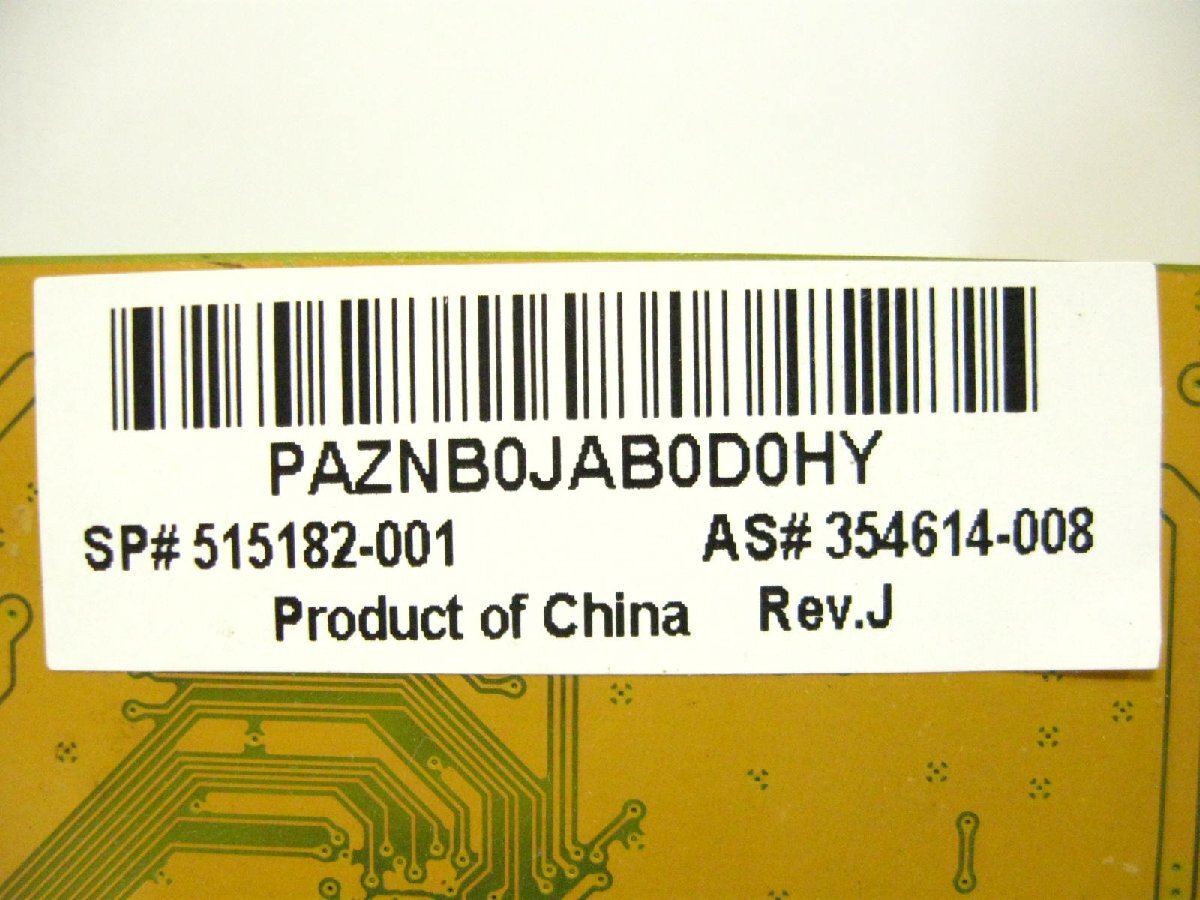 PAZNB0JAB0D0HY
SP# 515182-001 AS# 354614-008
Product of China Rev.J